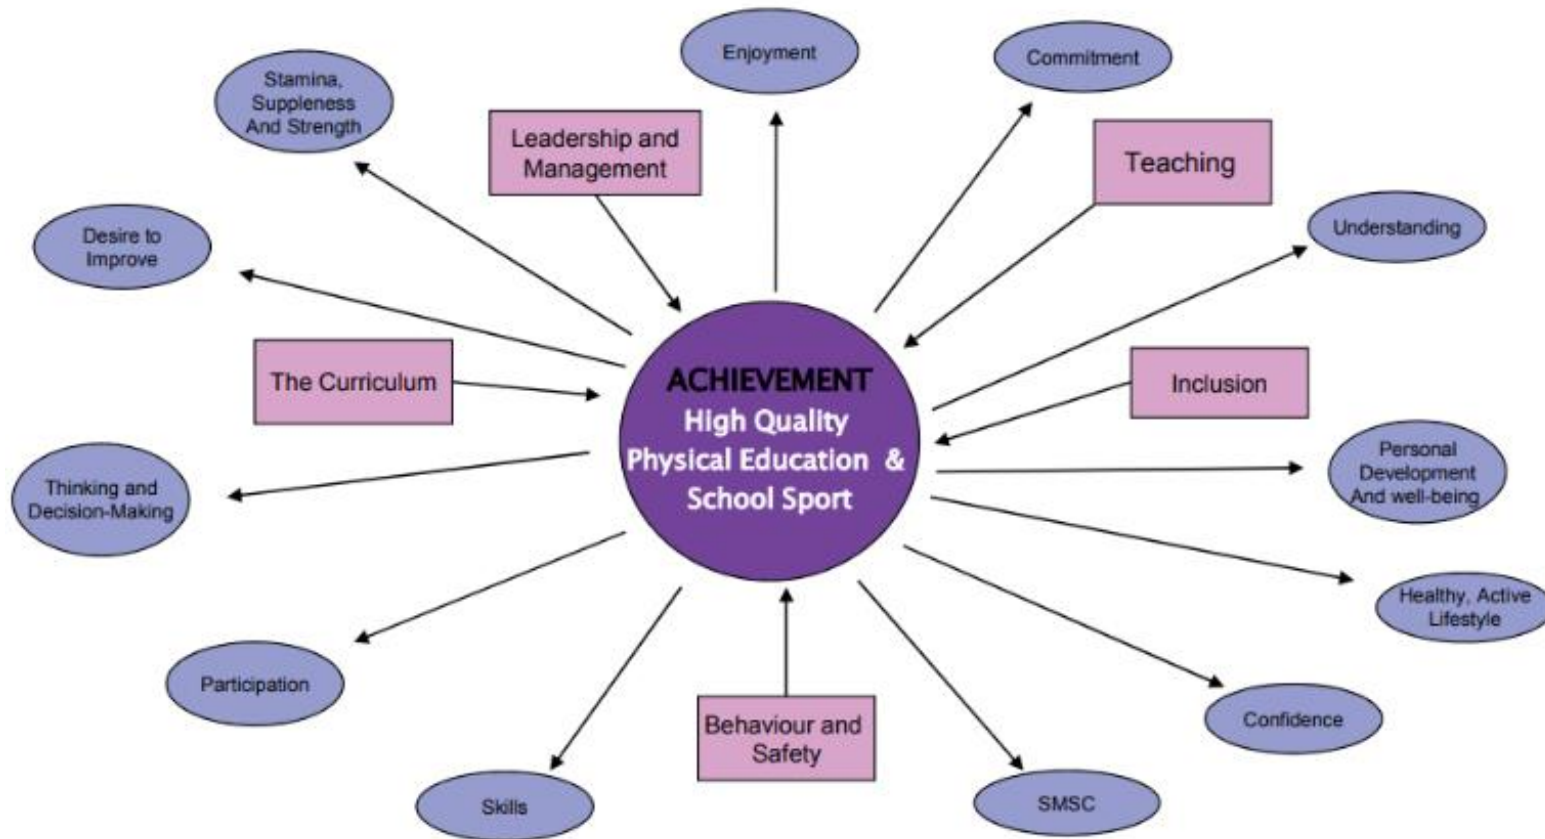 Enjoyment
Commitment
Stamina,
Suppleness
And Strength
Leadership and
Management
Teaching
Desire to
Improve
Understanding
The Curriculum
ACHIEVEMENT
High Quality
Physical Education &
School Sport
Inclusion
Thinking and
Decision-Making
Personal
Development
And well-being
Healthy, Active
Lifestyle
Participation
Behaviour and
Safety
Confidence
Skills
SMSC